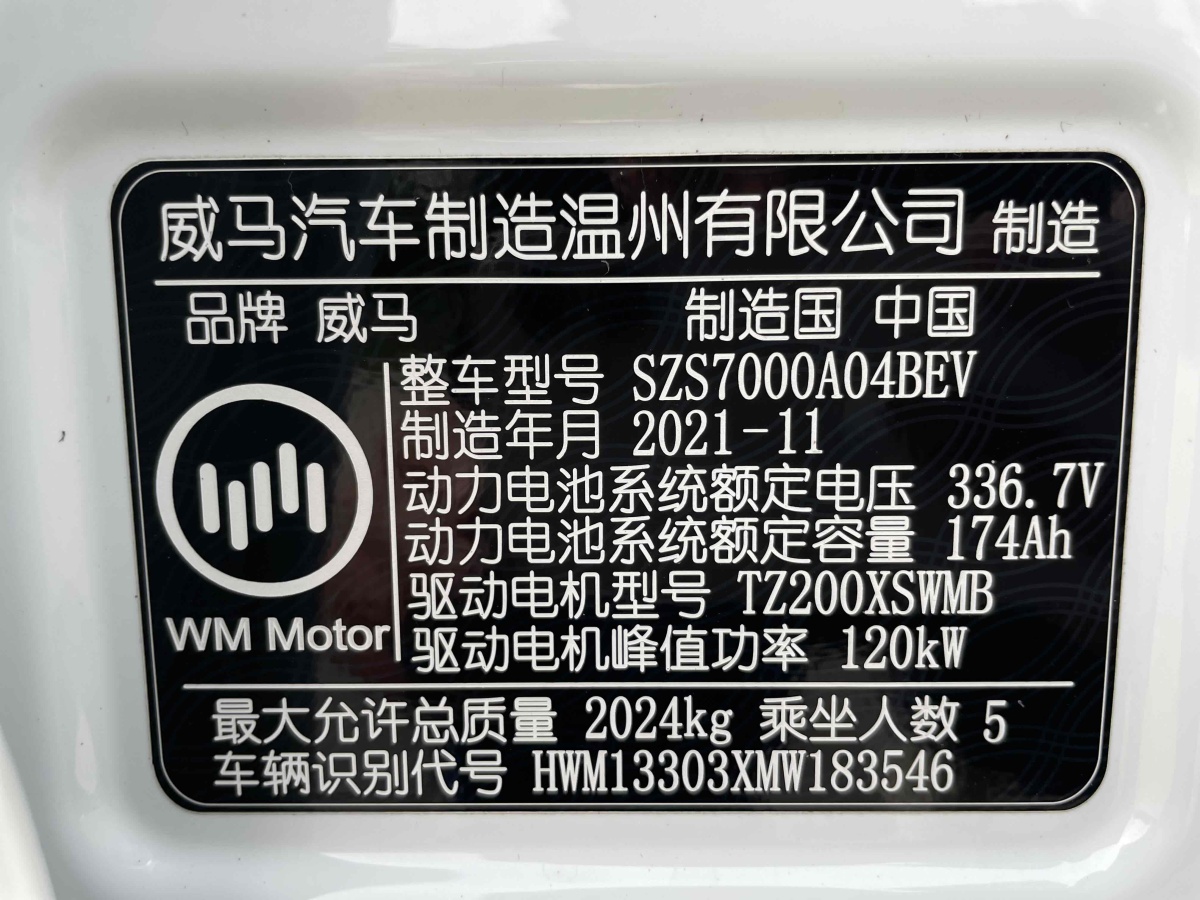 威马汽车制造温州有限公司 制造
品牌 威马 制造国 中国
整车型号 SZS7000A04BEV
制造年月 2021-11
动力电池系统额定电压 336.7V
动力电池系统额定容量 174Ah
驱动电机型号 TZ200XSWMB
WM Motor
驱动电机峰值功率 120kW
最大允许总质量 2024kg 乘坐人数 5
车辆识别代号 HWM13303XMW183546